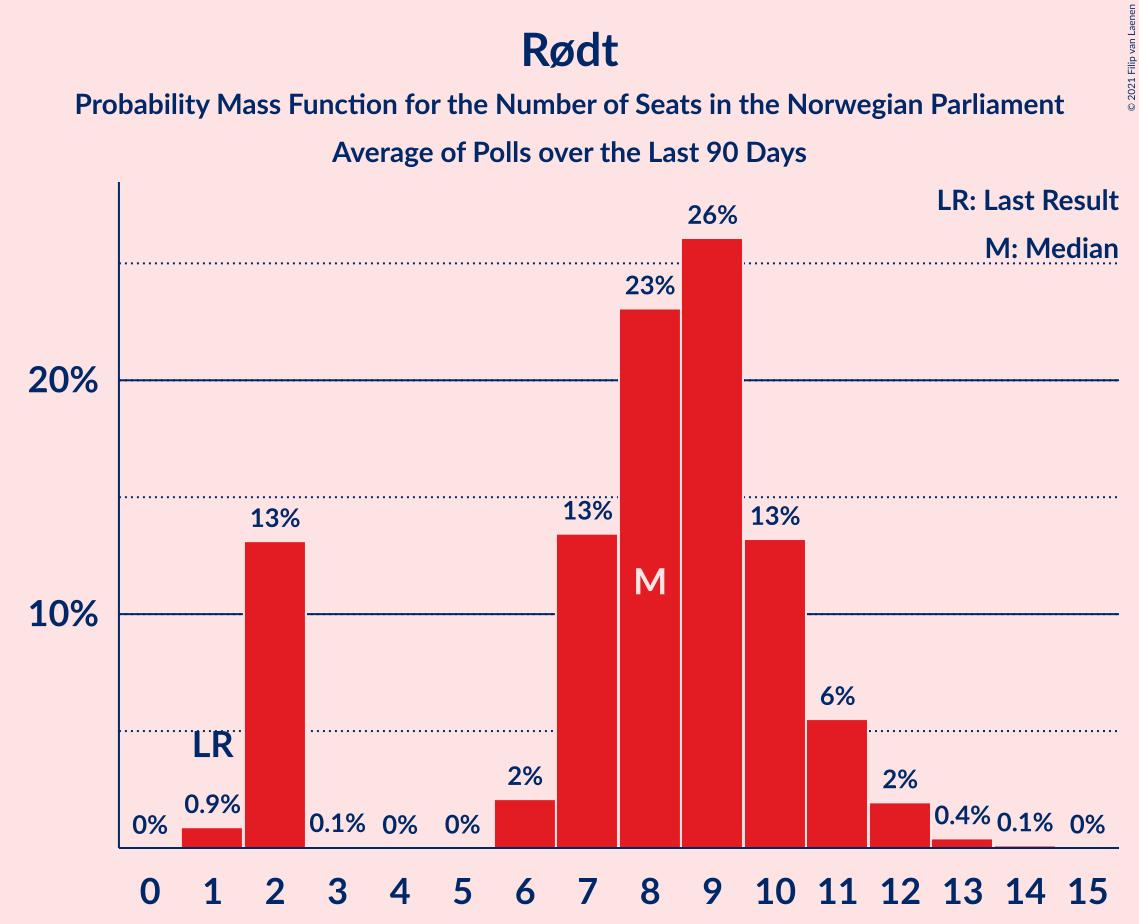 Rødt
Probability Mass Function for the Number of Seats in the Norwegian Parliament
Average of Polls over the Last 90 Days
© 2021 Filip van Laenen
LR: Last Result
M: Median
26%
23%
20%
13%
13%
13%
M
10%
6%
LR
2%
2%
0%
0.9%
0.1%
0%
0%
0.4%
0.1%
0%
0 1 2 3 4 5 6 7 8 9 10 11 12 13 14 15